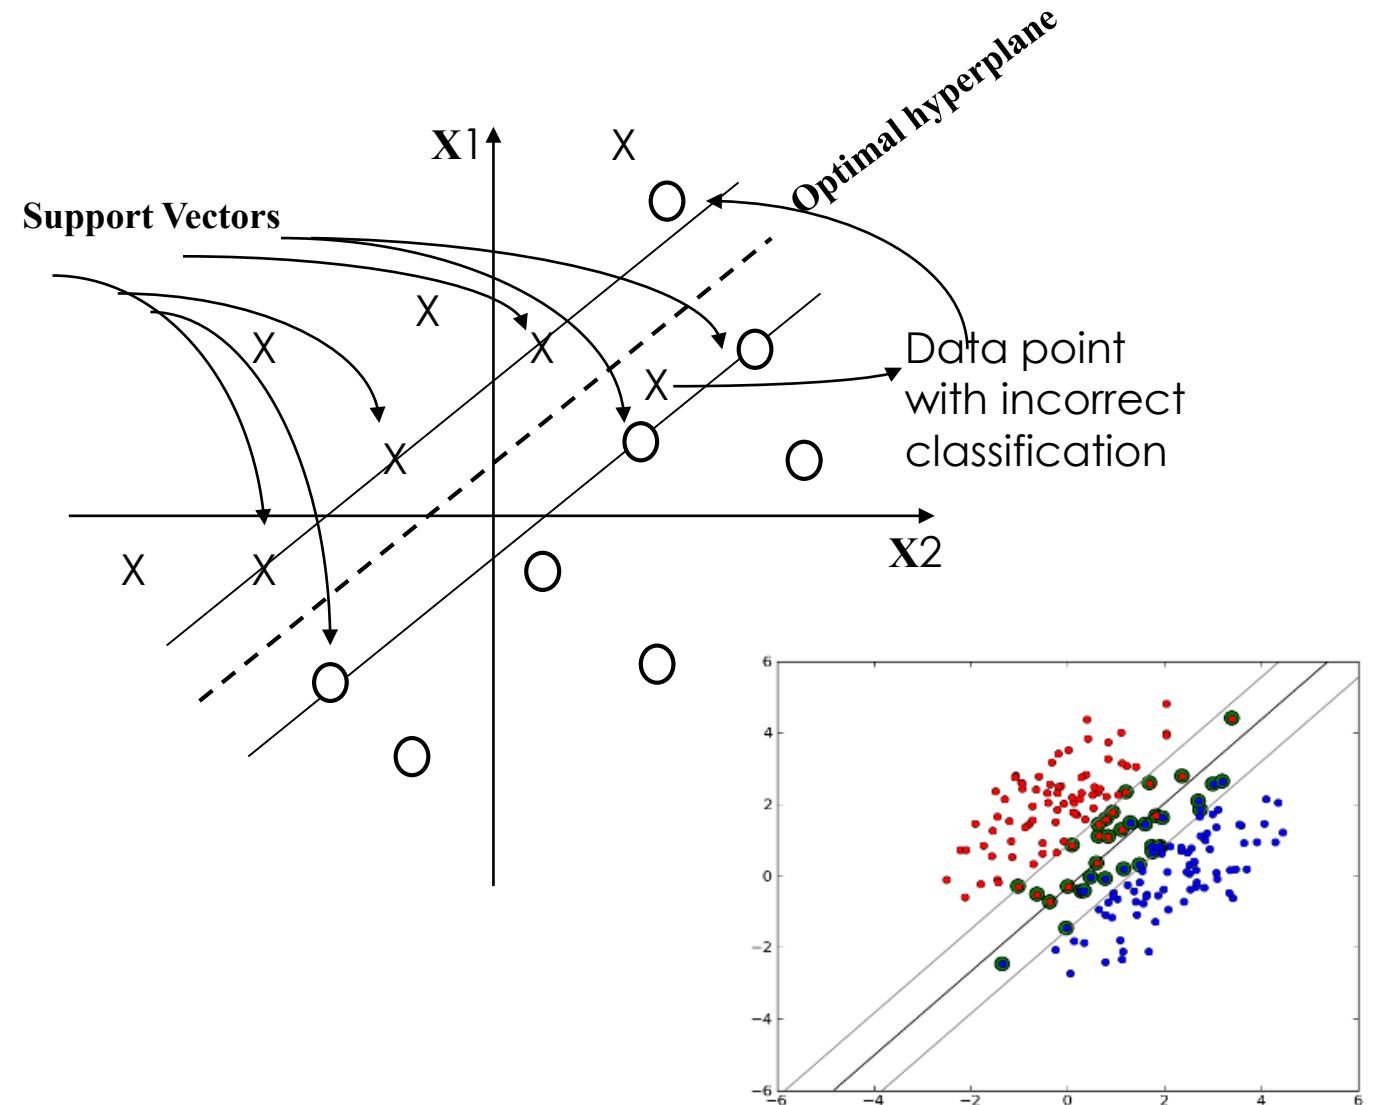 Optimal hyperplane
X1
X
Support Vectors
X
X
X
Data point
X
with incorrect
classification
X
X2
X
X
6
4
2
0
−2
−4
−6
−6
−4
−2
0
2
4
6